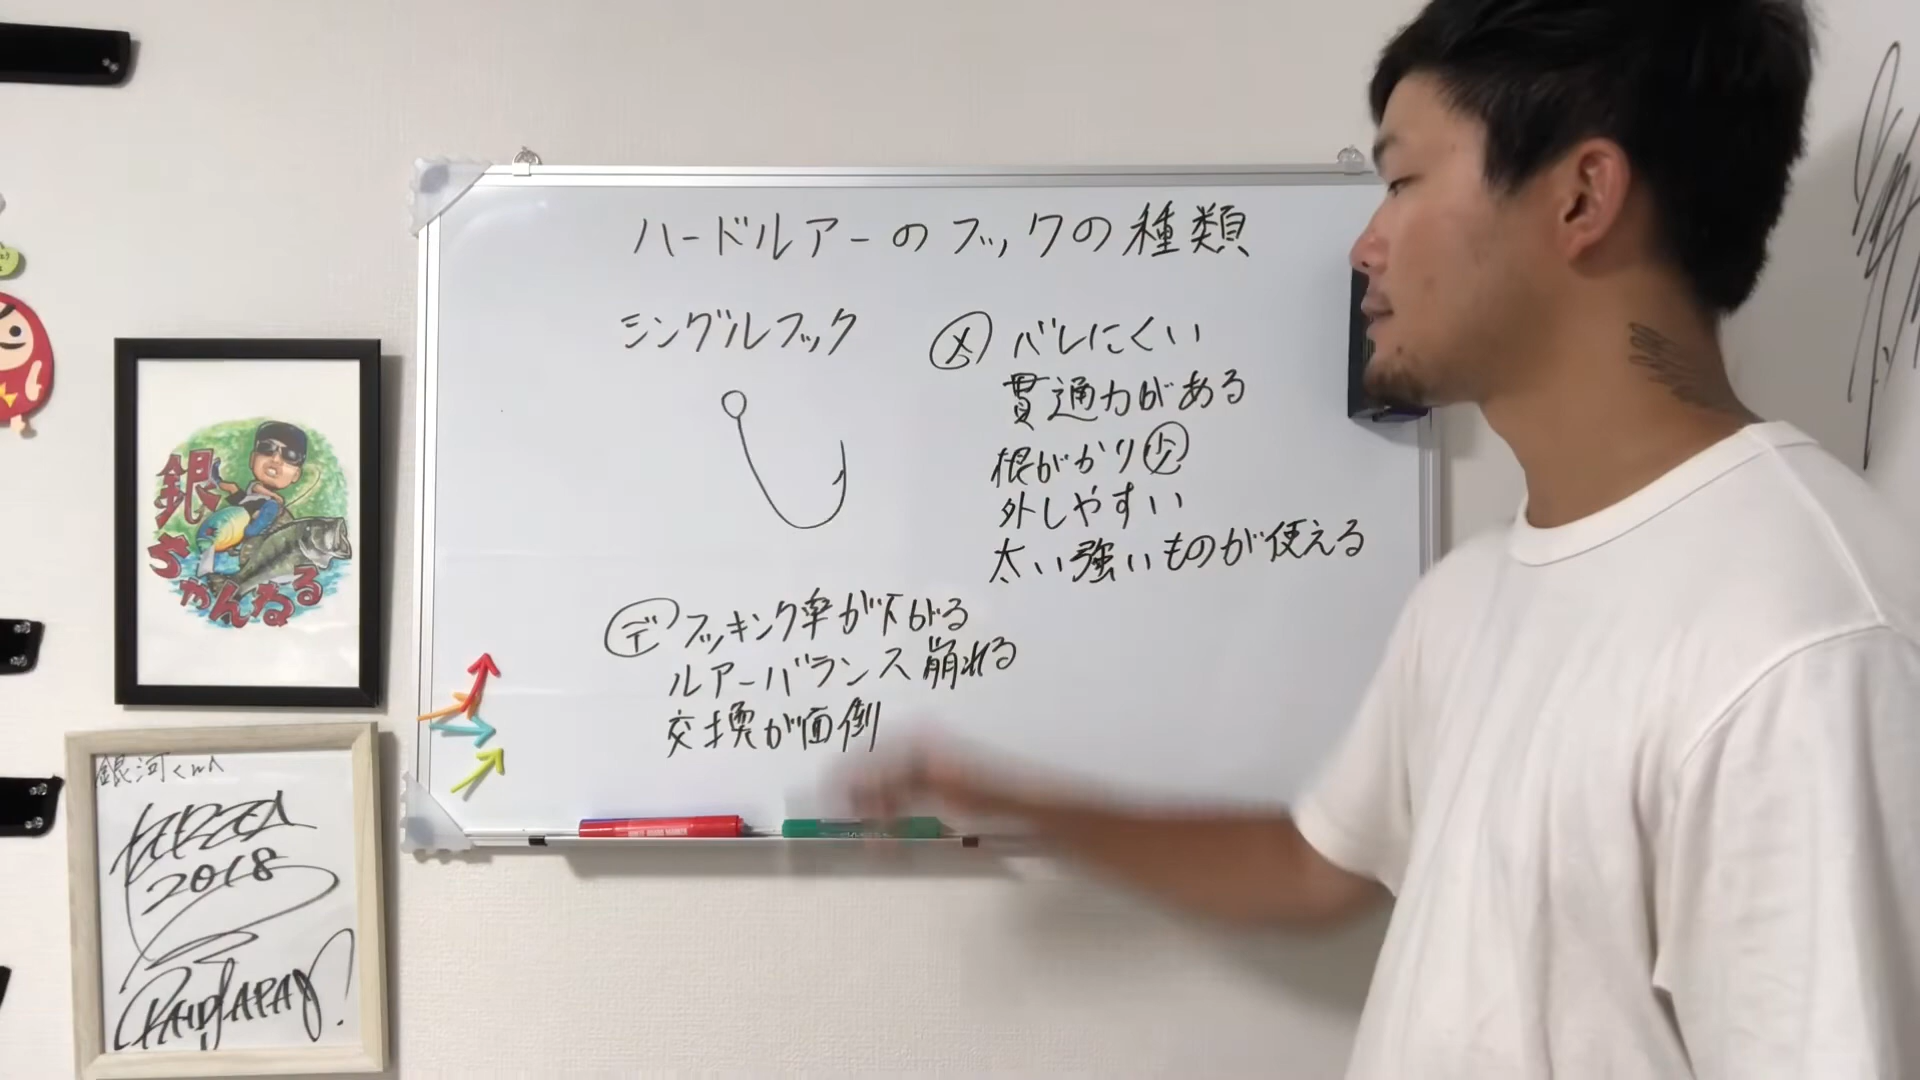 ハードルアーのフックの種類
シングルフック
メ バレにくい
貫通力がある
根がかり少
外しやすい
太い強いものが使える
デ フッキング率が下がる
ルアーバランス崩れる
交換が面倒
銀ちゃんねる
銀河くんへ
2018
RAID JAPAN